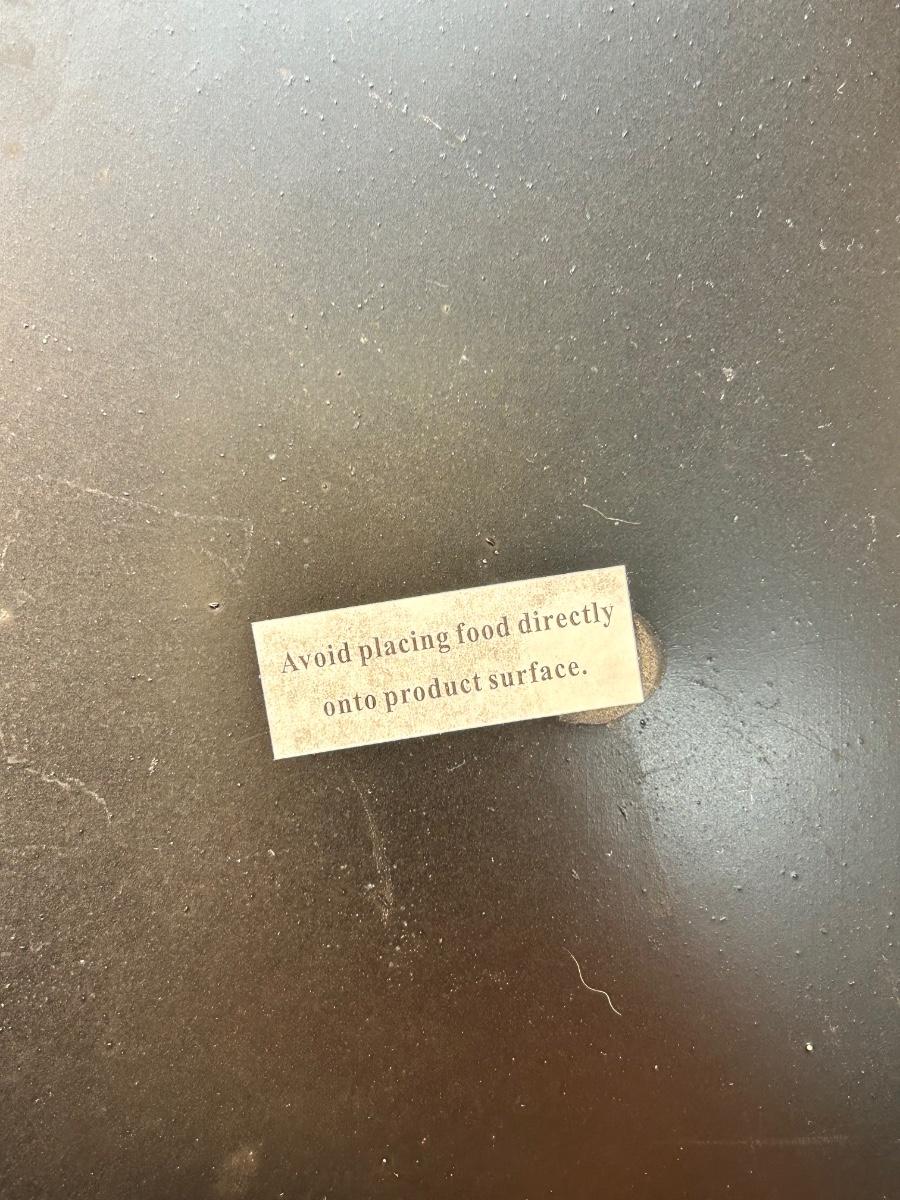 Avoid placing food directly
onto product surface.